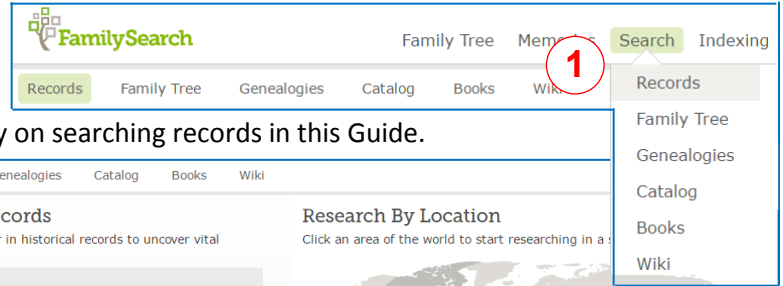 FamilySearch
Family Tree Memories Search Indexing
1
Records Family Tree Genealogies Catalog Books Wiki
Records
Family Tree
Genealogies
Catalog
Books
Wiki
y on searching records in this Guide.
enealogies Catalog Books Wiki
cords
r in historical records to uncover vital
Research By Location
Click an area of the world to start researching in a s